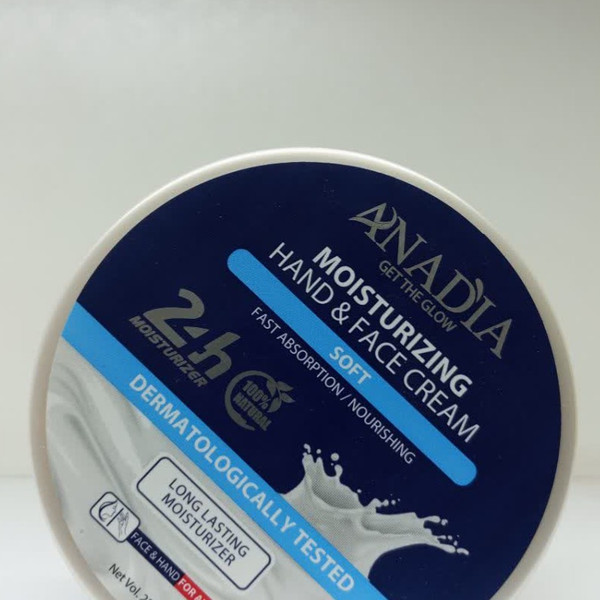 ANADIA
GET THE GLOW
MOISTURIZING
HAND & FACE CREAM
SOFT
FAST ABSORPTION / NOURISHING
24h
MOISTURIZER
100%
NATURAL
DERMATOLOGICALLY TESTED
LONG LASTING
MOISTURIZER
FACE & HAND FOR
Net Vol.